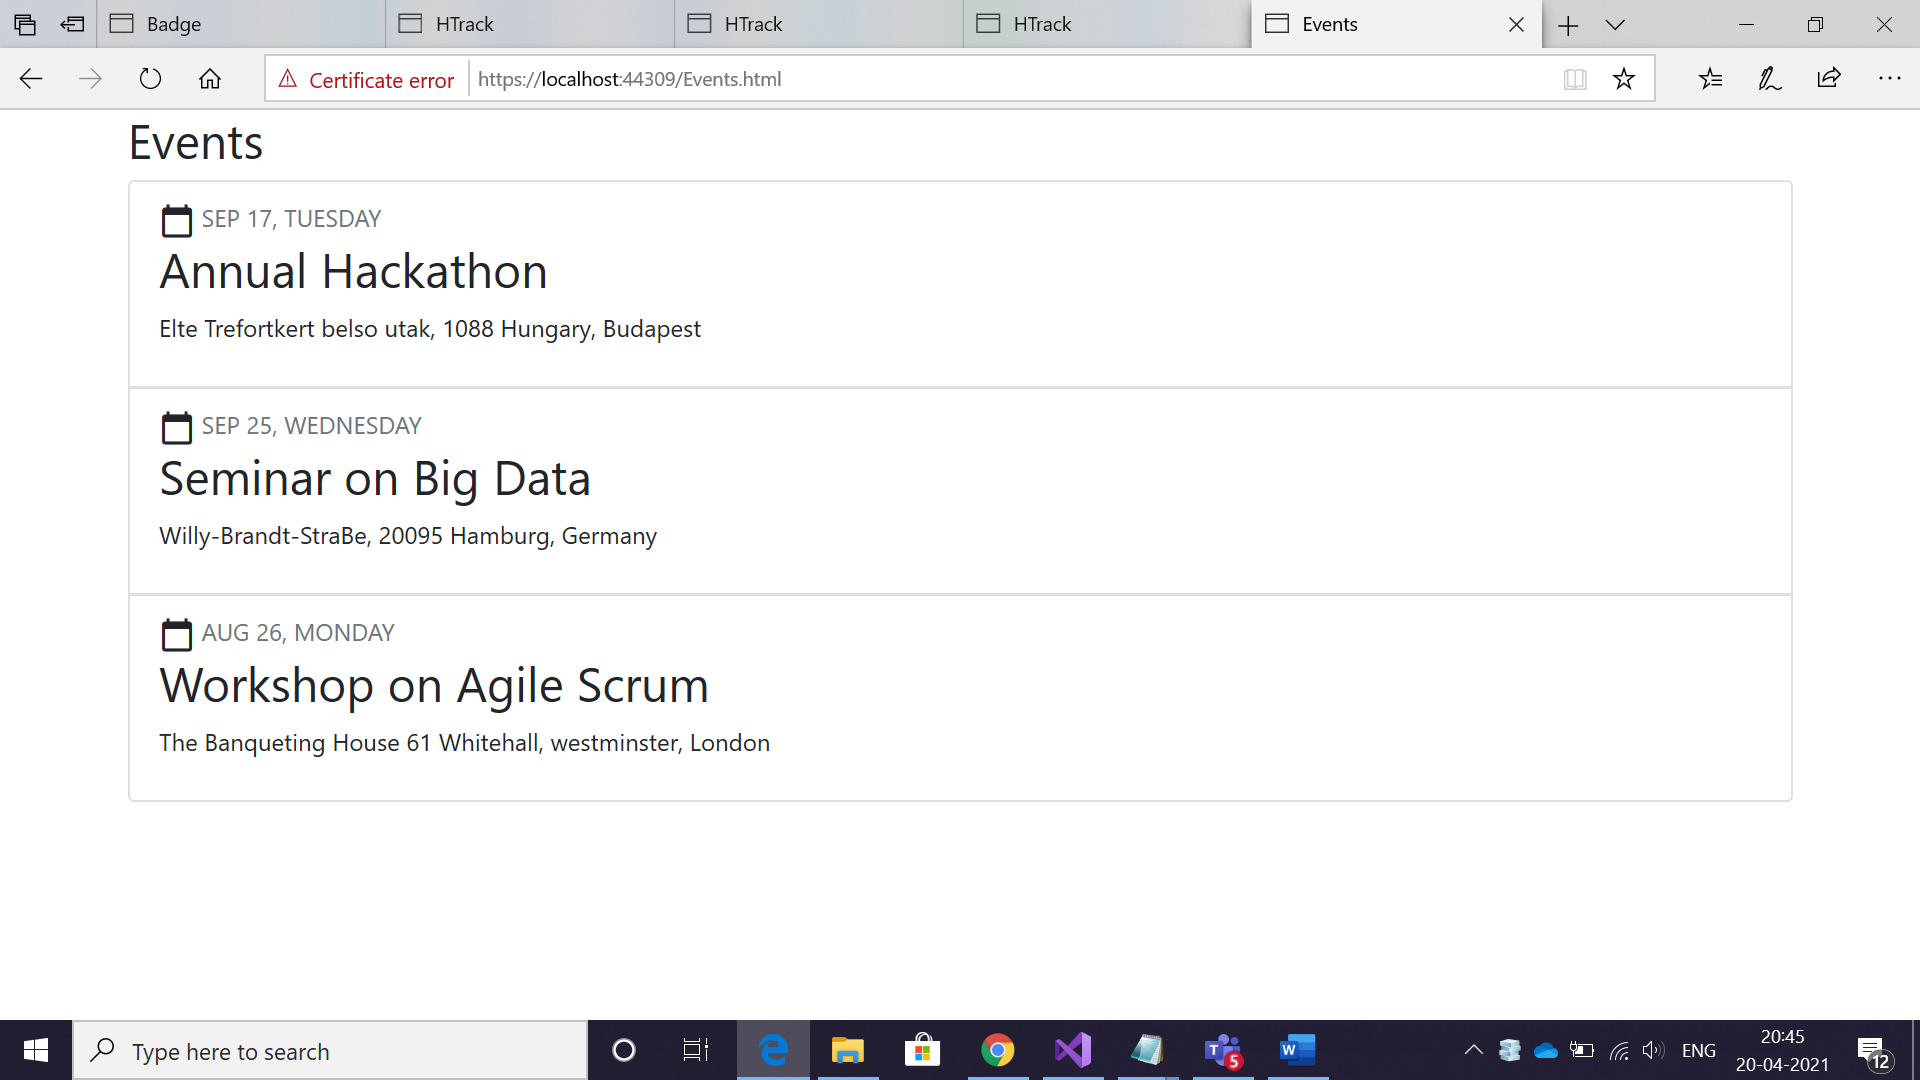 Badge
HTrack
HTrack
HTrack
Events
Certificate error
https://localhost:44309/Events.html
Events
SEP 17, TUESDAY
Annual Hackathon
Elte Trefortkert belso utak, 1088 Hungary, Budapest
SEP 25, WEDNESDAY
Seminar on Big Data
Willy-Brandt-StraBe, 20095 Hamburg, Germany
AUG 26, MONDAY
Workshop on Agile Scrum
The Banqueting House 61 Whitehall, westminster, London
Type here to search
T
5
W
ENG
20:45
20-04-2021
12